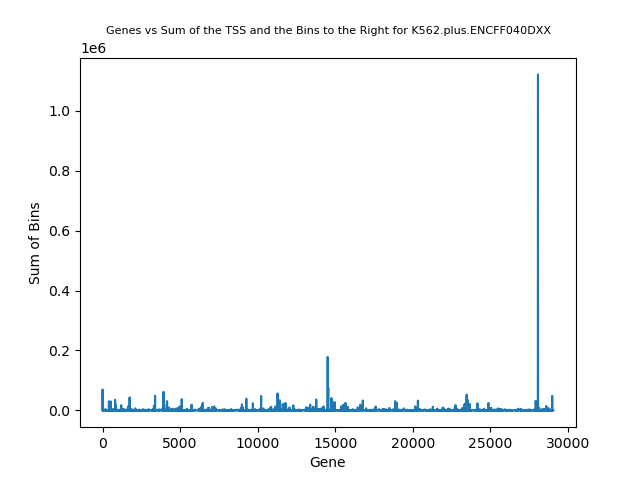 Genes vs Sum of the TSS and the Bins to the Right for K562.plus.ENCFF040DXX
1e6
1.0
0.8
0.6
0.4
0.2
0.0
Sum of Bins
0 5000 10000 15000 20000 25000 30000
Gene